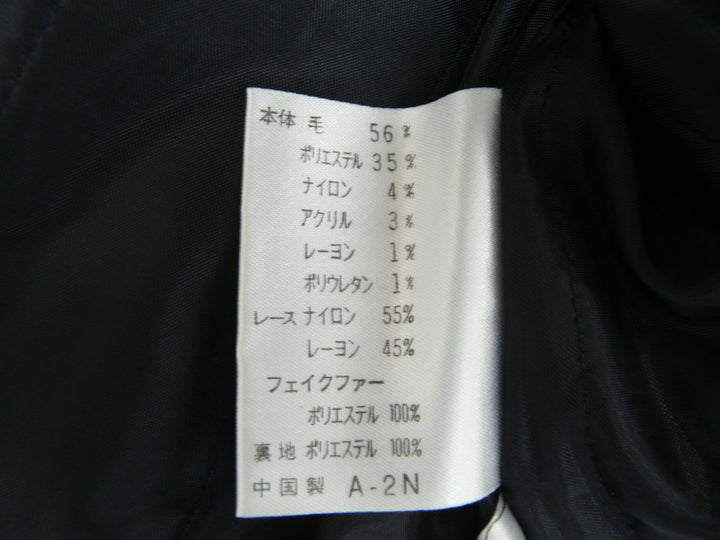 本体 毛 56%
ポリエステル 35%
ナイロン 4%
アクリル 3%
レーヨン 1%
ポリウレタン 1%
レース ナイロン 55%
レーヨン 45%
フェイクファー
ポリエステル 100%
裏地 ポリエステル 100%
中国製 A-2N